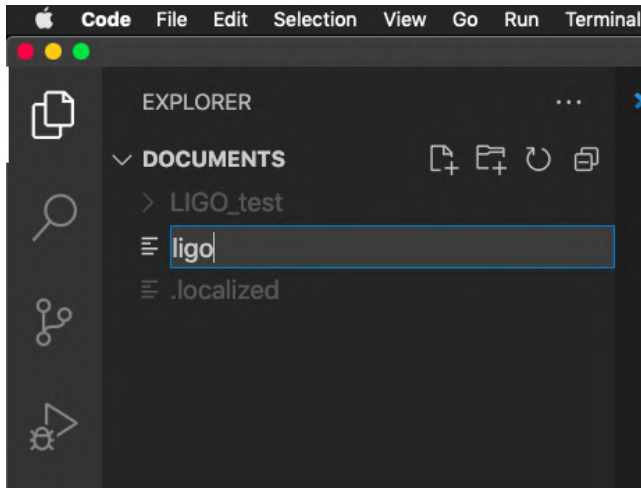 Code File Edit Selection View Go Run Terminal
EXPLORER
DOCUMENTS
LIGO_test
ligo
.localized